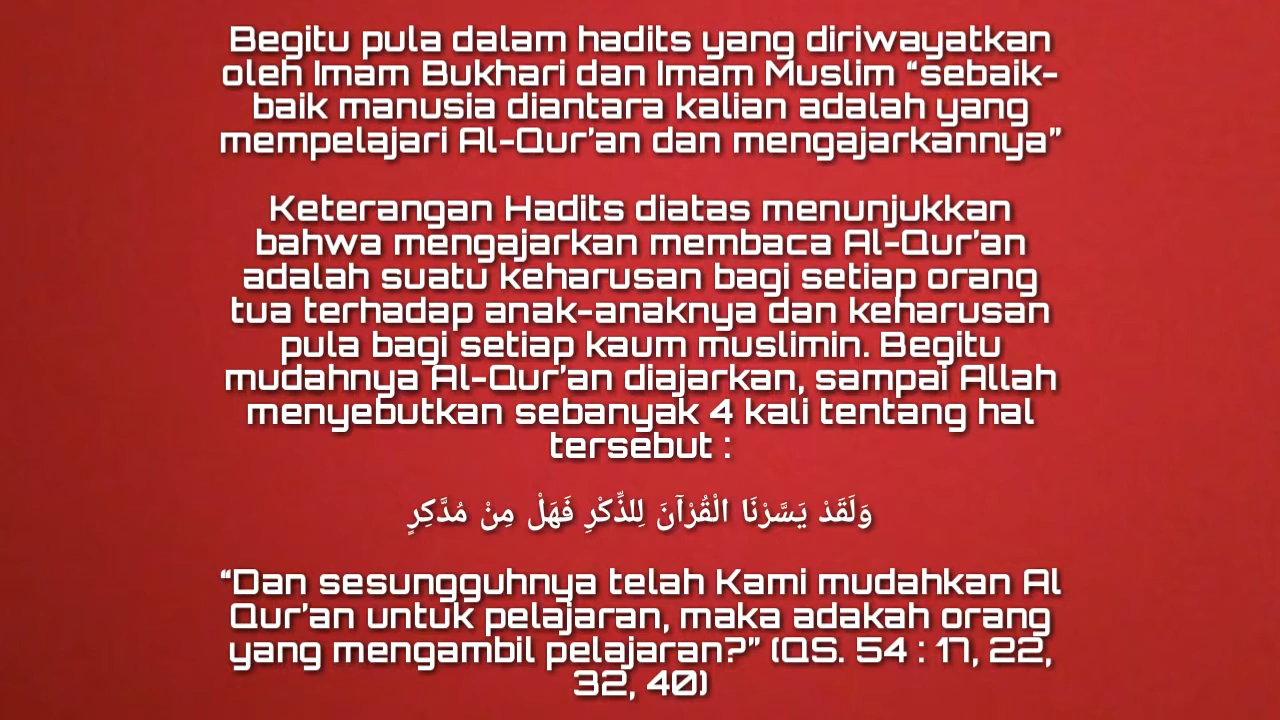 Begitu pula dalam hadits yang diriwayatkan
oleh Imam Bukhari dan Imam Muslim “sebaik-
baik manusia diantara kalian adalah yang
mempelajari Al-Qur’an dan mengajarkannya”
Keterangan Hadits diatas menunjukkan
bahwa mengajarkan membaca Al-Qur’an
adalah suatu keharusan bagi setiap orang
tua terhadap anak-anaknya dan keharusan
pula bagi setiap kaum muslimin. Begitu
mudahnya Al-Qur’an diajarkan, sampai Allah
menyebutkan sebanyak 4 kali tentang hal
tersebut :
وَلَقَدْ يَسَّرْنَا الْقُرْآنَ لِلذِّكْرِ فَهَلْ مِنْ مُدَّكِرٍ
“Dan sesungguhnya telah Kami mudahkan Al
Qur’an untuk pelajaran, maka adakah orang
yang mengambil pelajaran?” (QS. 54 : 17, 22,
32, 40)